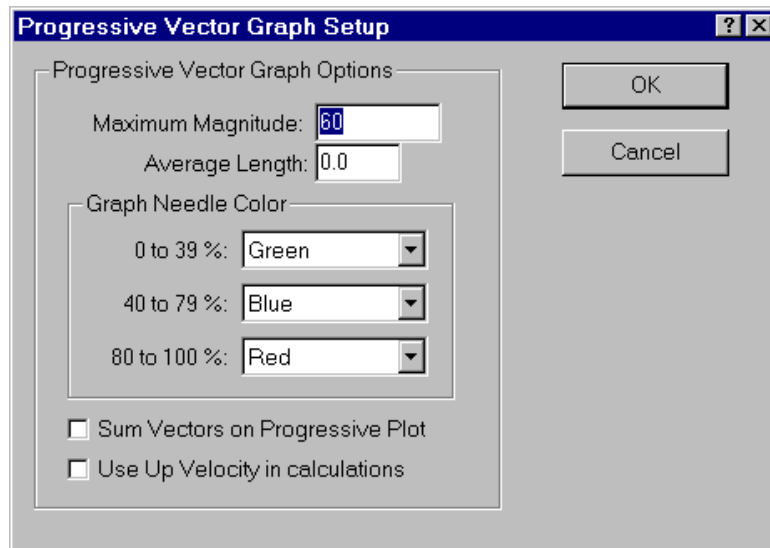 Progressive Vector Graph Setup
Progressive Vector Graph Options
Maximum Magnitude: 60
Average Length: 0.0
Graph Needle Color
0 to 39 %: Green
40 to 79 %: Blue
80 to 100 %: Red
Sum Vectors on Progressive Plot
Use Up Velocity in calculations
OK
Cancel